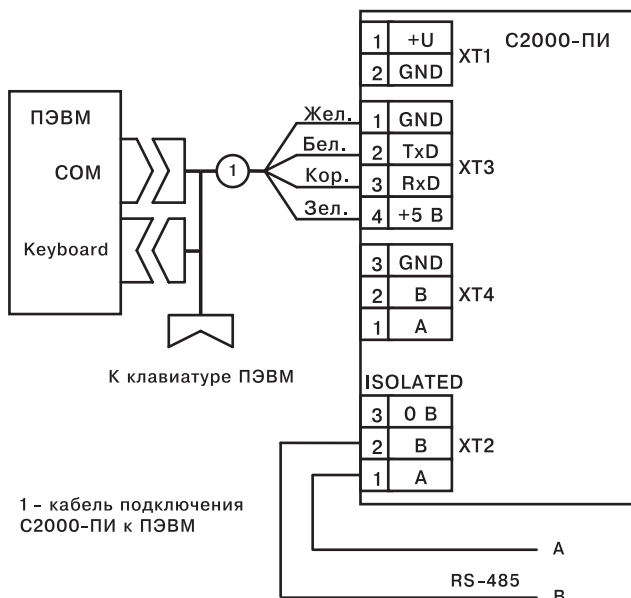 С2000-ПИ
1 +U
2 GND
XT1
ПЭВМ
COM
Keyboard
1
Жел.
Бел.
Кор.
Зел.
1 GND
2 TxD
3 RxD
4 +5 В
XT3
3 GND
2 B
1 A
XT4
К клавиатуре ПЭВМ
ISOLATED
3 0 В
2 B
1 A
XT2
1 - кабель подключения
С2000-ПИ к ПЭВМ
A
RS-485
B